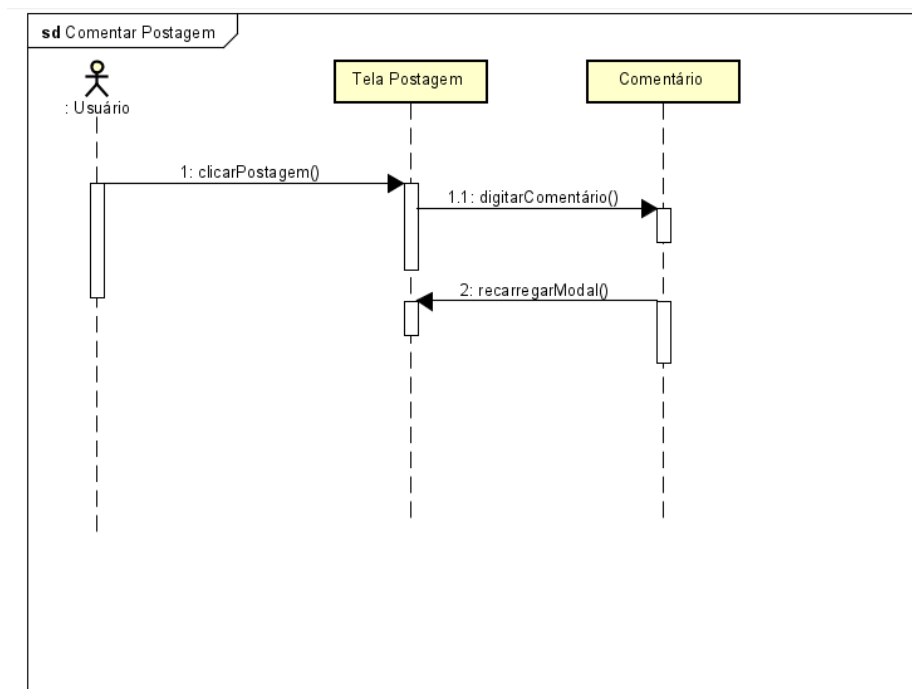 sd Comentar Postagem
: Usuário
Tela Postagem
Comentário
1: clicarPostagem()
1.1: digitarComentário()
2: recarregarModal()